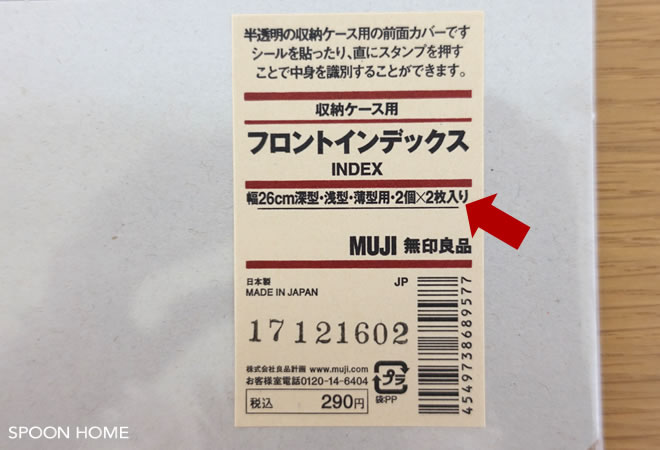 半透明の収納ケース用の前面カバーです
シールを貼ったり、直にスタンプを押す
ことで中身を識別することができます。
収納ケース用
フロントインデックス
INDEX
幅26cm深型・浅型・薄型用・2個×2枚入り
MUJI 無印良品
日本製 JP
MADE IN JAPAN
17121602
株式会社良品計画 www.muji.com
お客様室電話0120-14-6404
プラ
袋PP
税込 290円
4549738689577
SPOON HOME